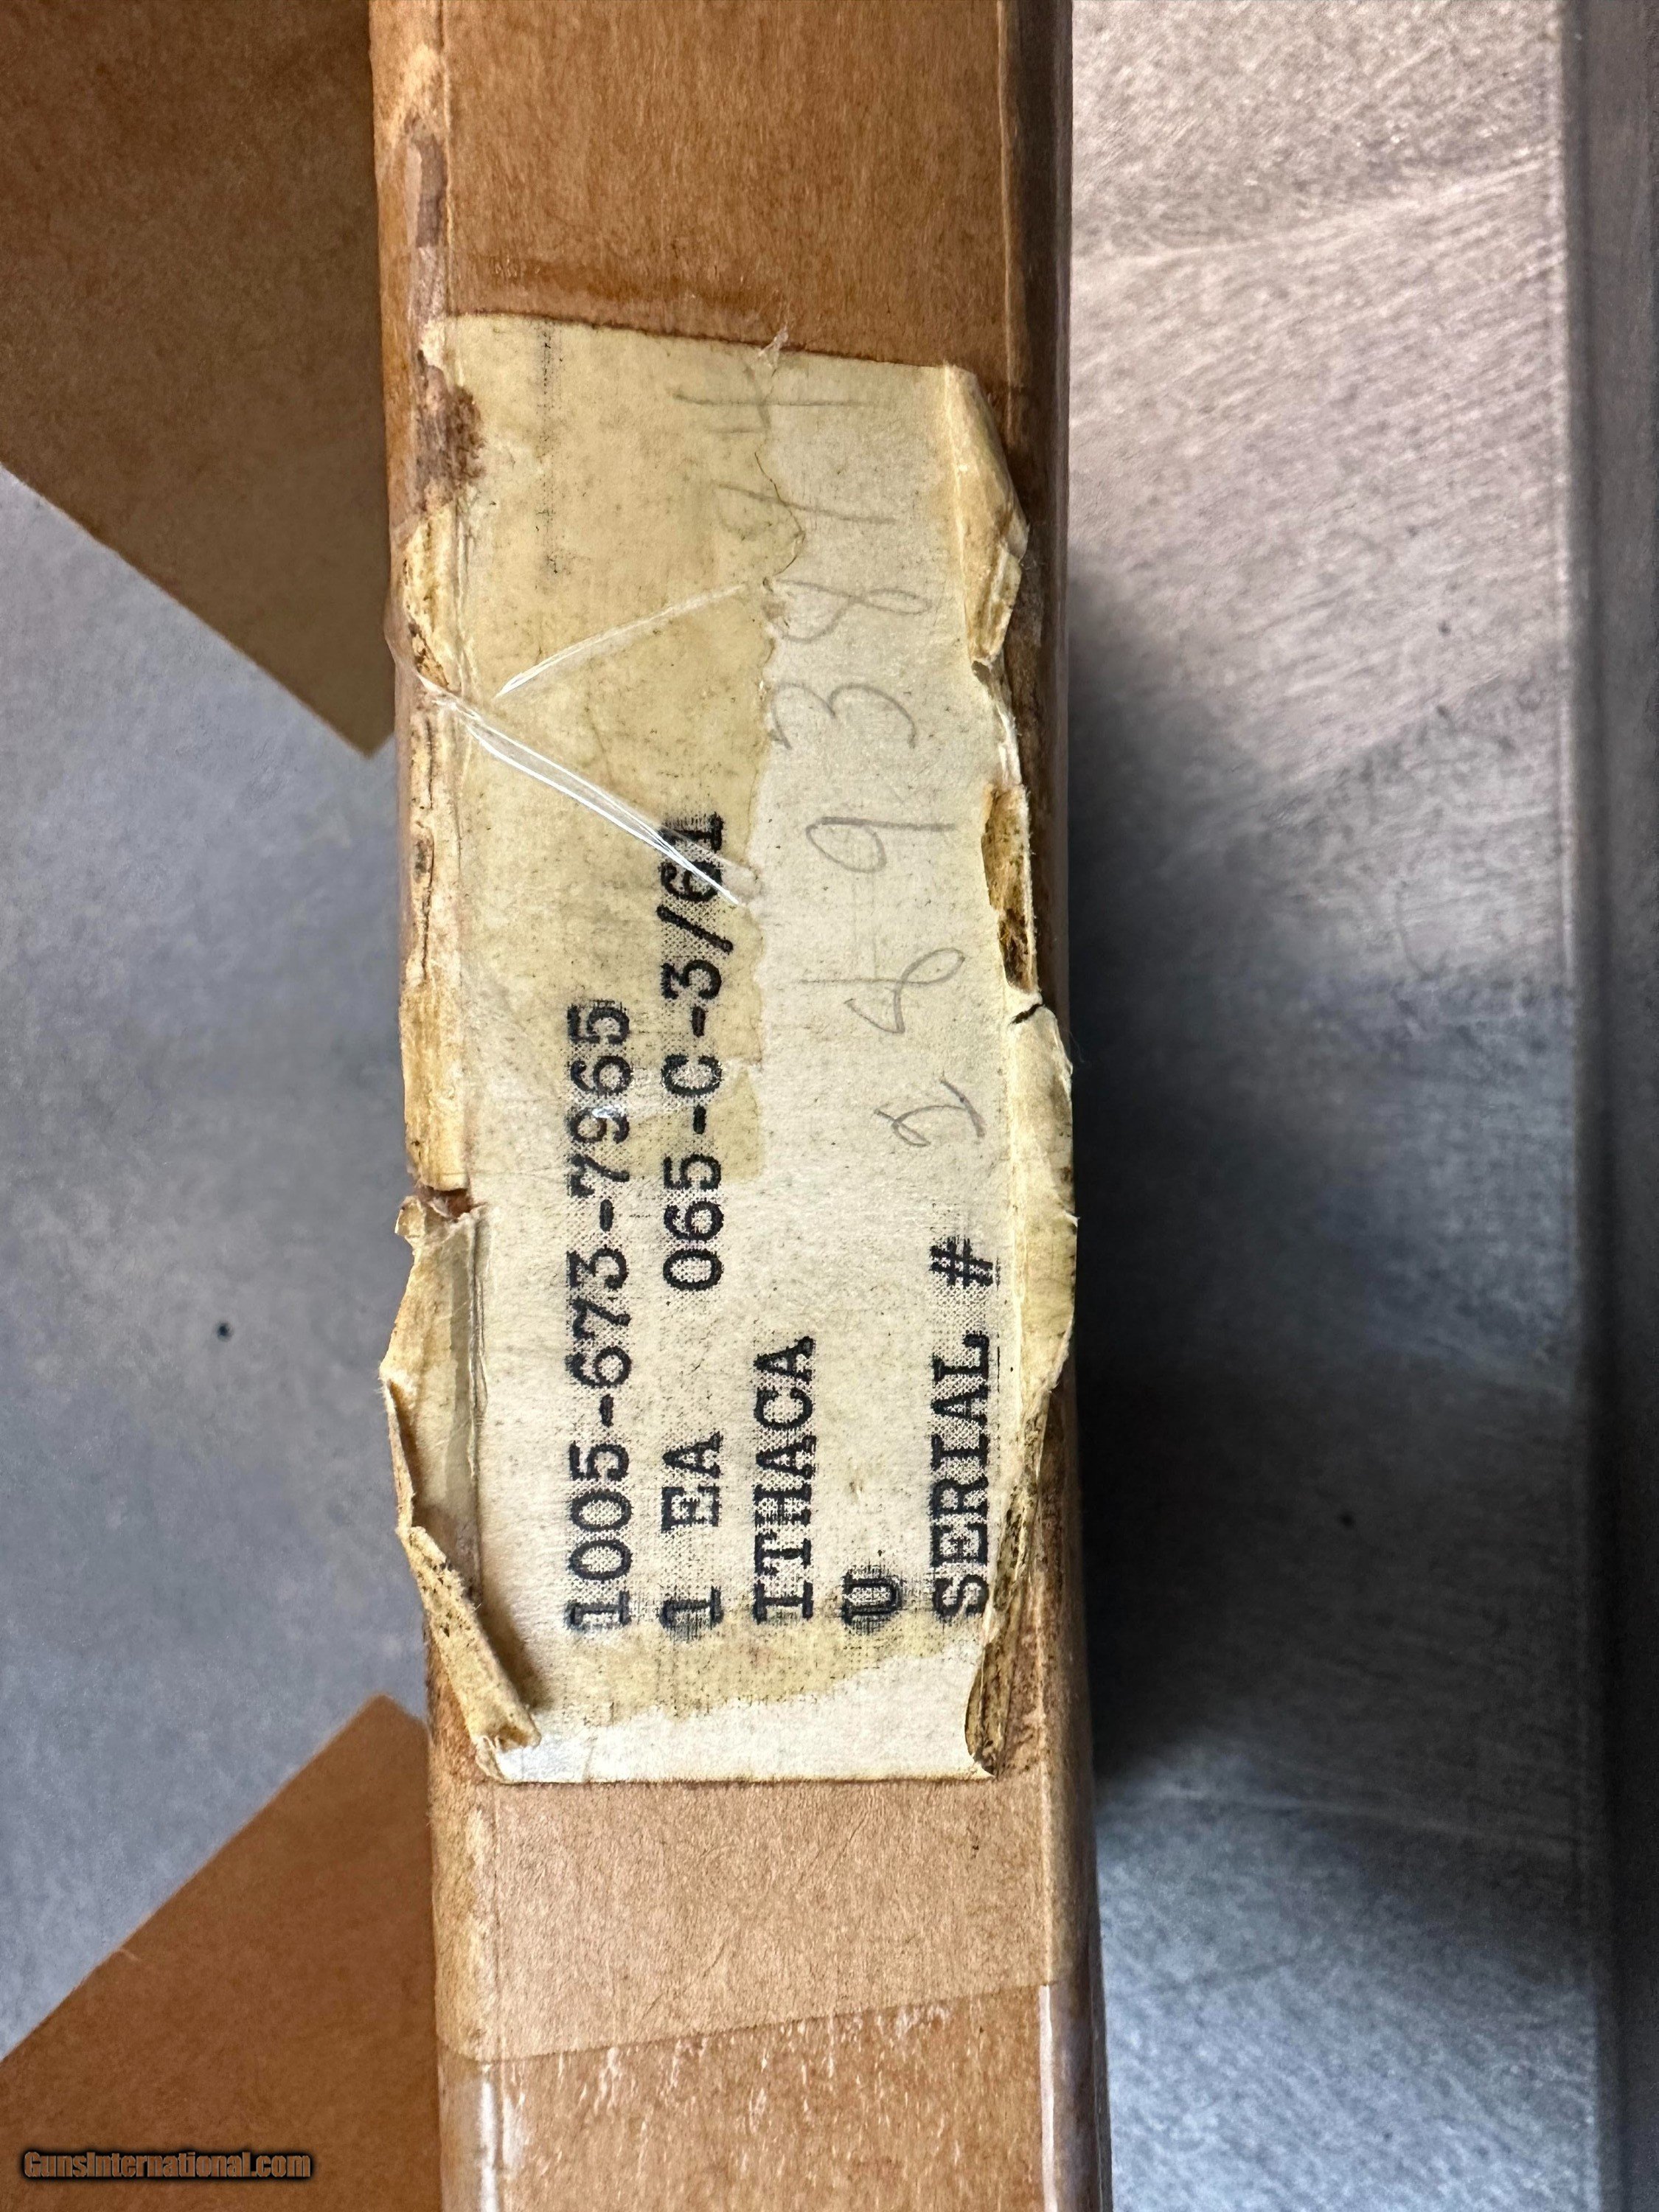 1005-673-7965
1 EA 065-C-3/61
ITHACA
U
SERIAL #
GunsInternational.com